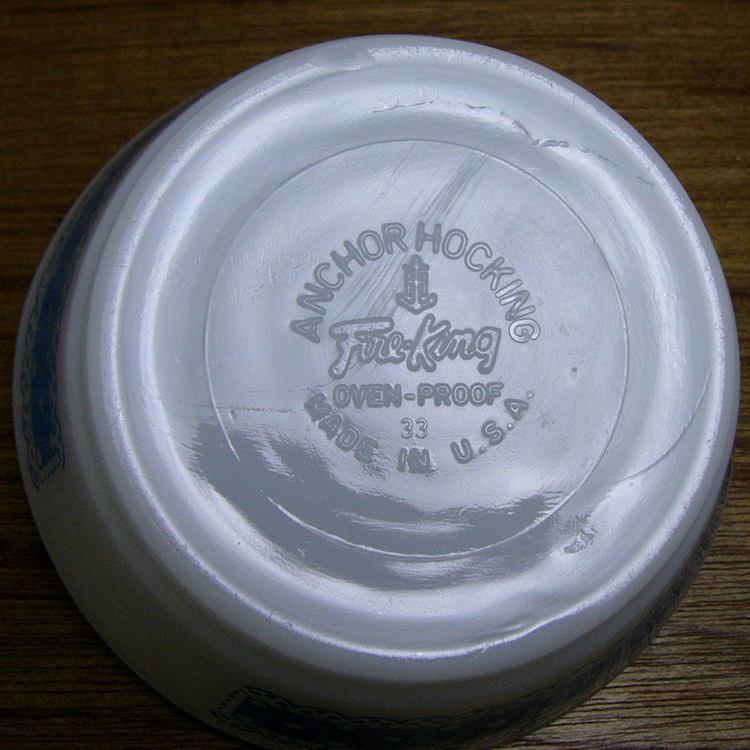 ANCHOR HOCKING
Fire-King
OVEN-PROOF
33
MADE IN U.S.A.